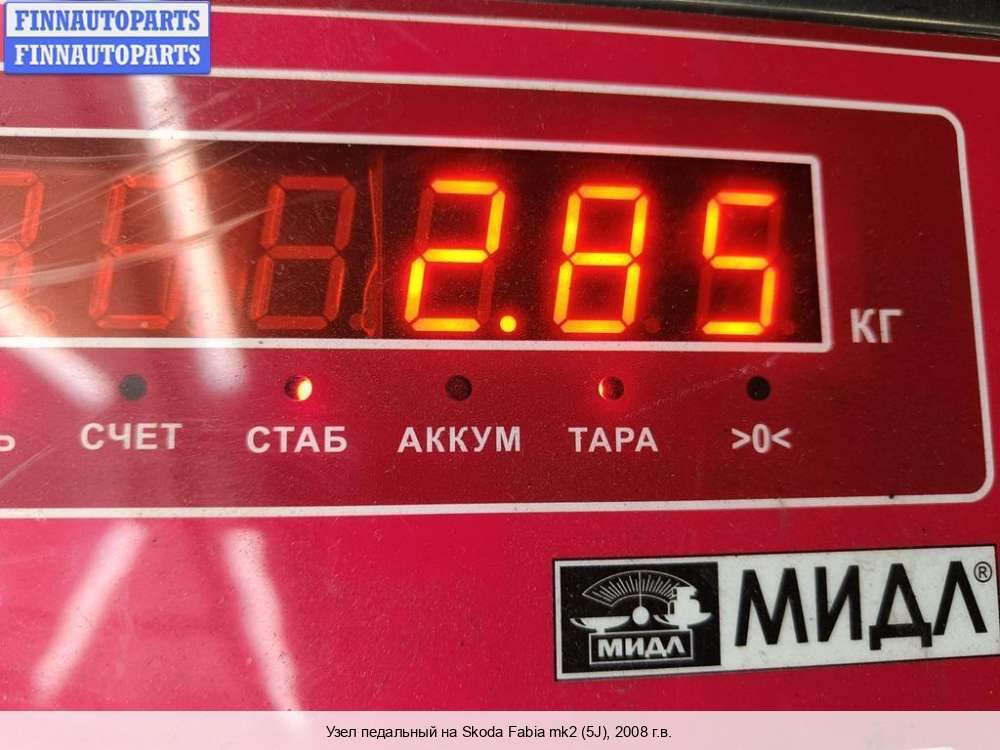 FINNAUTOPARTS
FINNAUTOPARTS
2.85
КГ
СЧЕТ СТАБ АККУМ ТАРА >0<
МИДЛ
МИДЛ®
Узел педальный на Skoda Fabia mk2 (5J), 2008 г.в.